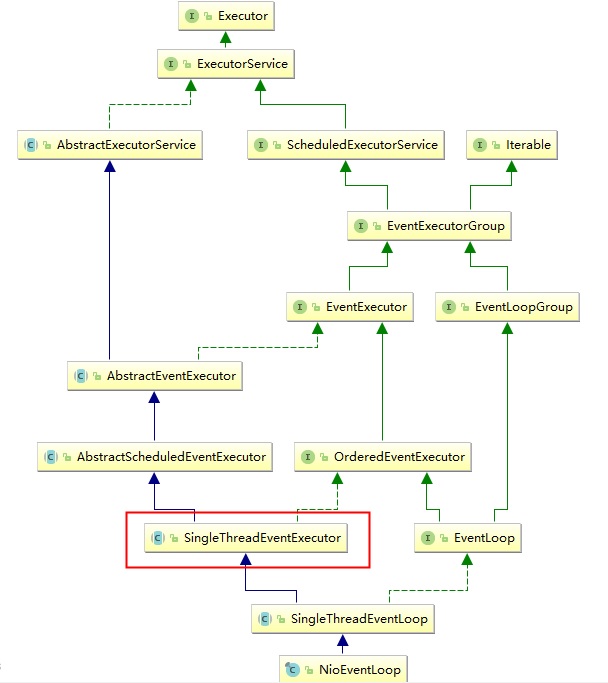 I Executor
I ExecutorService
C AbstractExecutorService
I ScheduledExecutorService
I Iterable
I EventExecutorGroup
I EventExecutor
I EventLoopGroup
C AbstractEventExecutor
C AbstractScheduledEventExecutor
I OrderedEventExecutor
C SingleThreadEventExecutor
I EventLoop
C SingleThreadEventLoop
C NioEventLoop